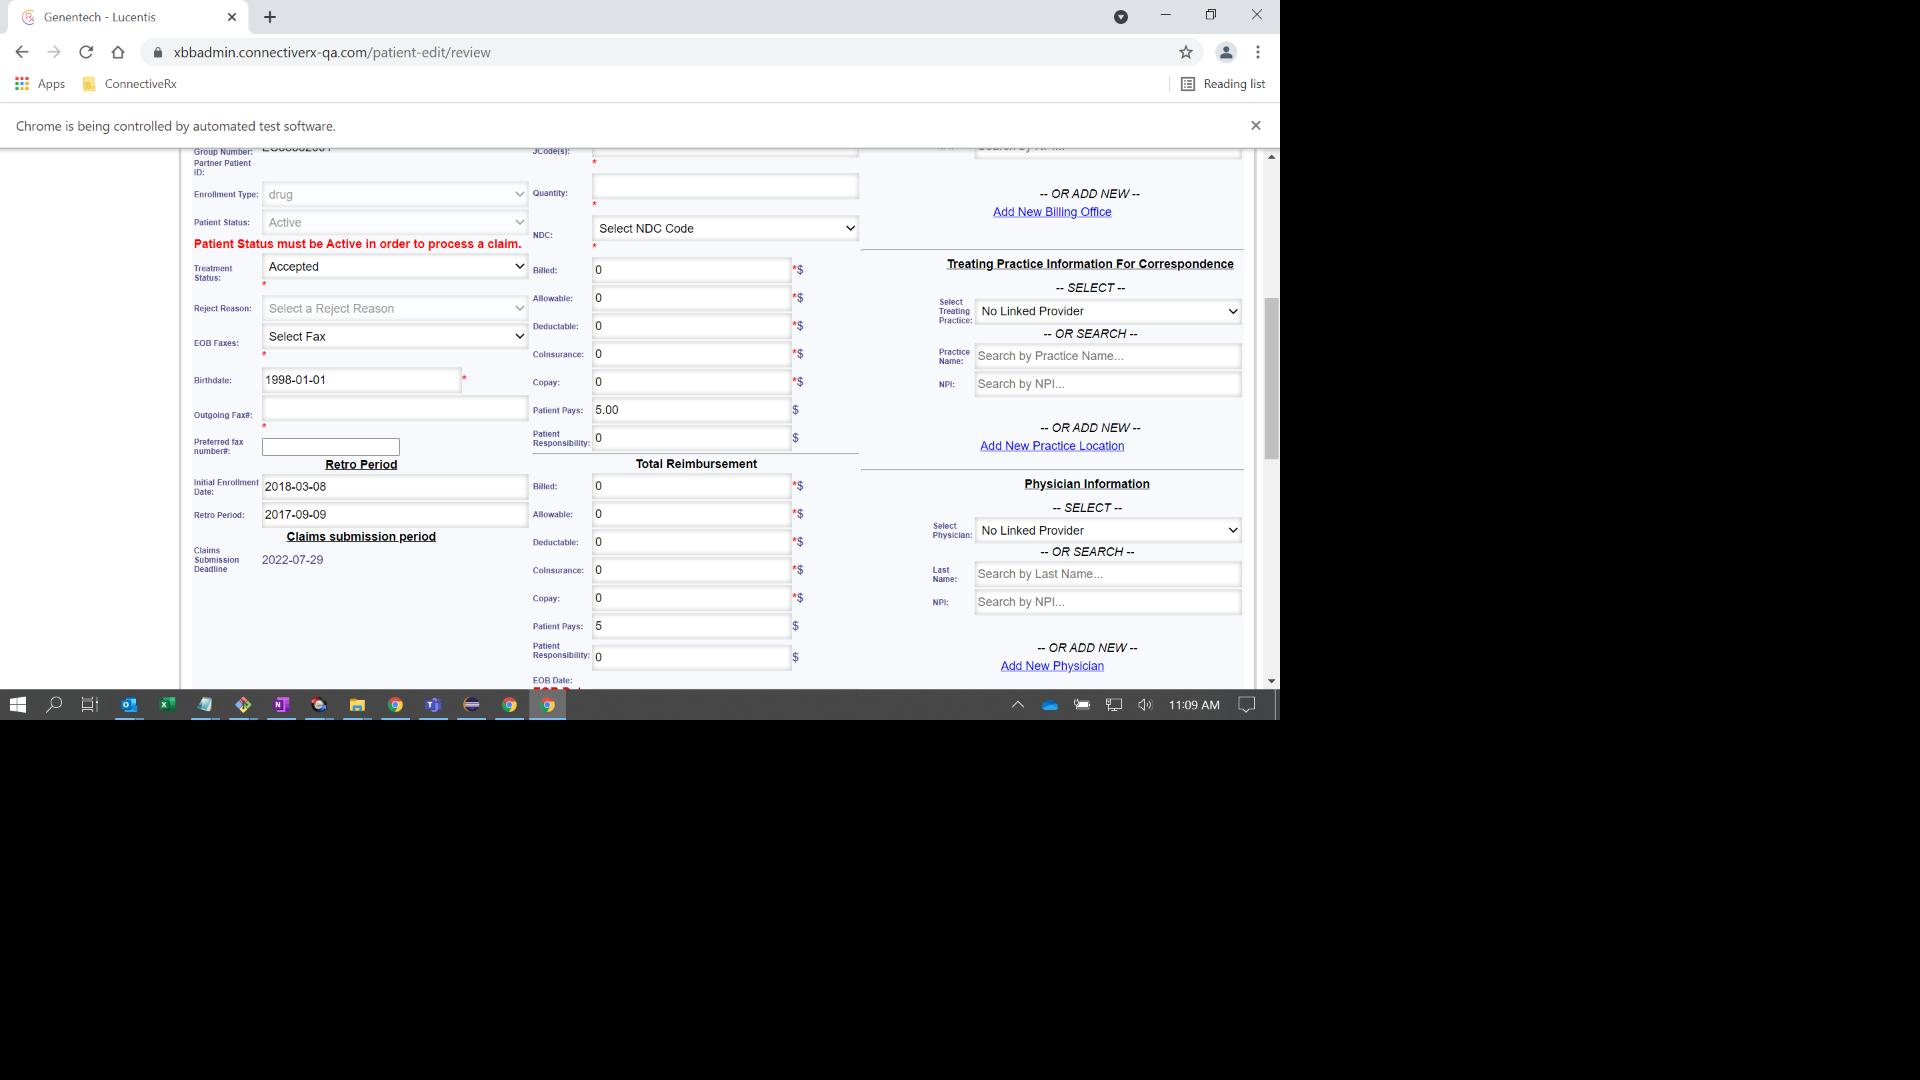 Genentech - Lucentis
xbbadmin.connectiverx-qa.com/patient-edit/review
Apps
ConnectiveRx
Reading list
Chrome is being controlled by automated test software.
Group Number:
Partner Patient ID:
Enrollment Type: drug
Patient Status: Active
Patient Status must be Active in order to process a claim.
Treatment Status: Accepted
*
Reject Reason: Select a Reject Reason
EOB Faxes: Select Fax
*
Birthdate: 1998-01-01 *
Outgoing Fax#:
*
Preferred fax number#:
Retro Period
Initial Enrollment Date: 2018-03-08
Retro Period: 2017-09-09
Claims submission period
Claims Submission Deadline 2022-07-29
JCode(s):
*
Quantity:
*
NDC: Select NDC Code
*
Billed: 0 *$
Allowable: 0 *$
Deductable: 0 *$
CoInsurance: 0 *$
Copay: 0 *$
Patient Pays: 5.00 $
Patient Responsibility: 0 $
Total Reimbursement
Billed: 0 *$
Allowable: 0 *$
Deductable: 0 *$
CoInsurance: 0 *$
Copay: 0 *$
Patient Pays: 5 $
Patient Responsibility: 0 $
EOB Date:
-- OR ADD NEW --
Add New Billing Office
Treating Practice Information For Correspondence
-- SELECT --
Select Treating Practice: No Linked Provider
-- OR SEARCH --
Practice Name: Search by Practice Name...
NPI: Search by NPI...
-- OR ADD NEW --
Add New Practice Location
Physician Information
-- SELECT --
Select Physician: No Linked Provider
-- OR SEARCH --
Last Name: Search by Last Name...
NPI: Search by NPI...
-- OR ADD NEW --
Add New Physician
11:09 AM